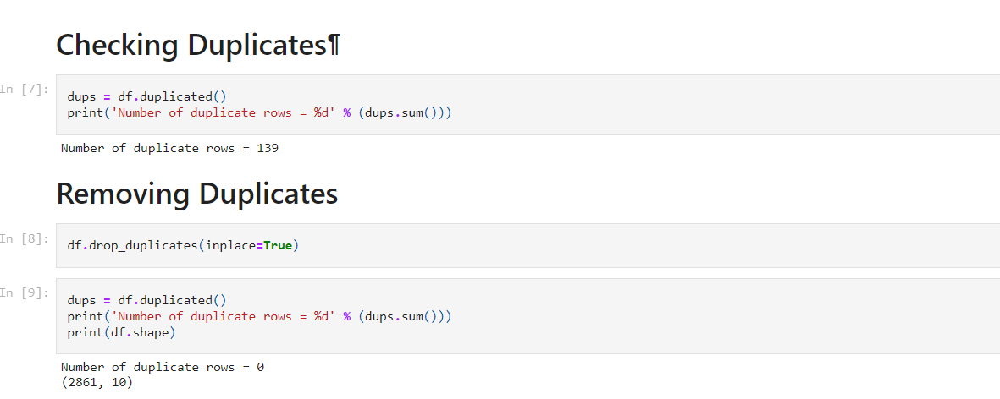 Checking Duplicates¶
In [7]:
dups = df.duplicated()
print('Number of duplicate rows = %d' % (dups.sum()))
Number of duplicate rows = 139
Removing Duplicates
In [8]:
df.drop_duplicates(inplace=True)
In [9]:
dups = df.duplicated()
print('Number of duplicate rows = %d' % (dups.sum()))
print(df.shape)
Number of duplicate rows = 0
(2861, 10)